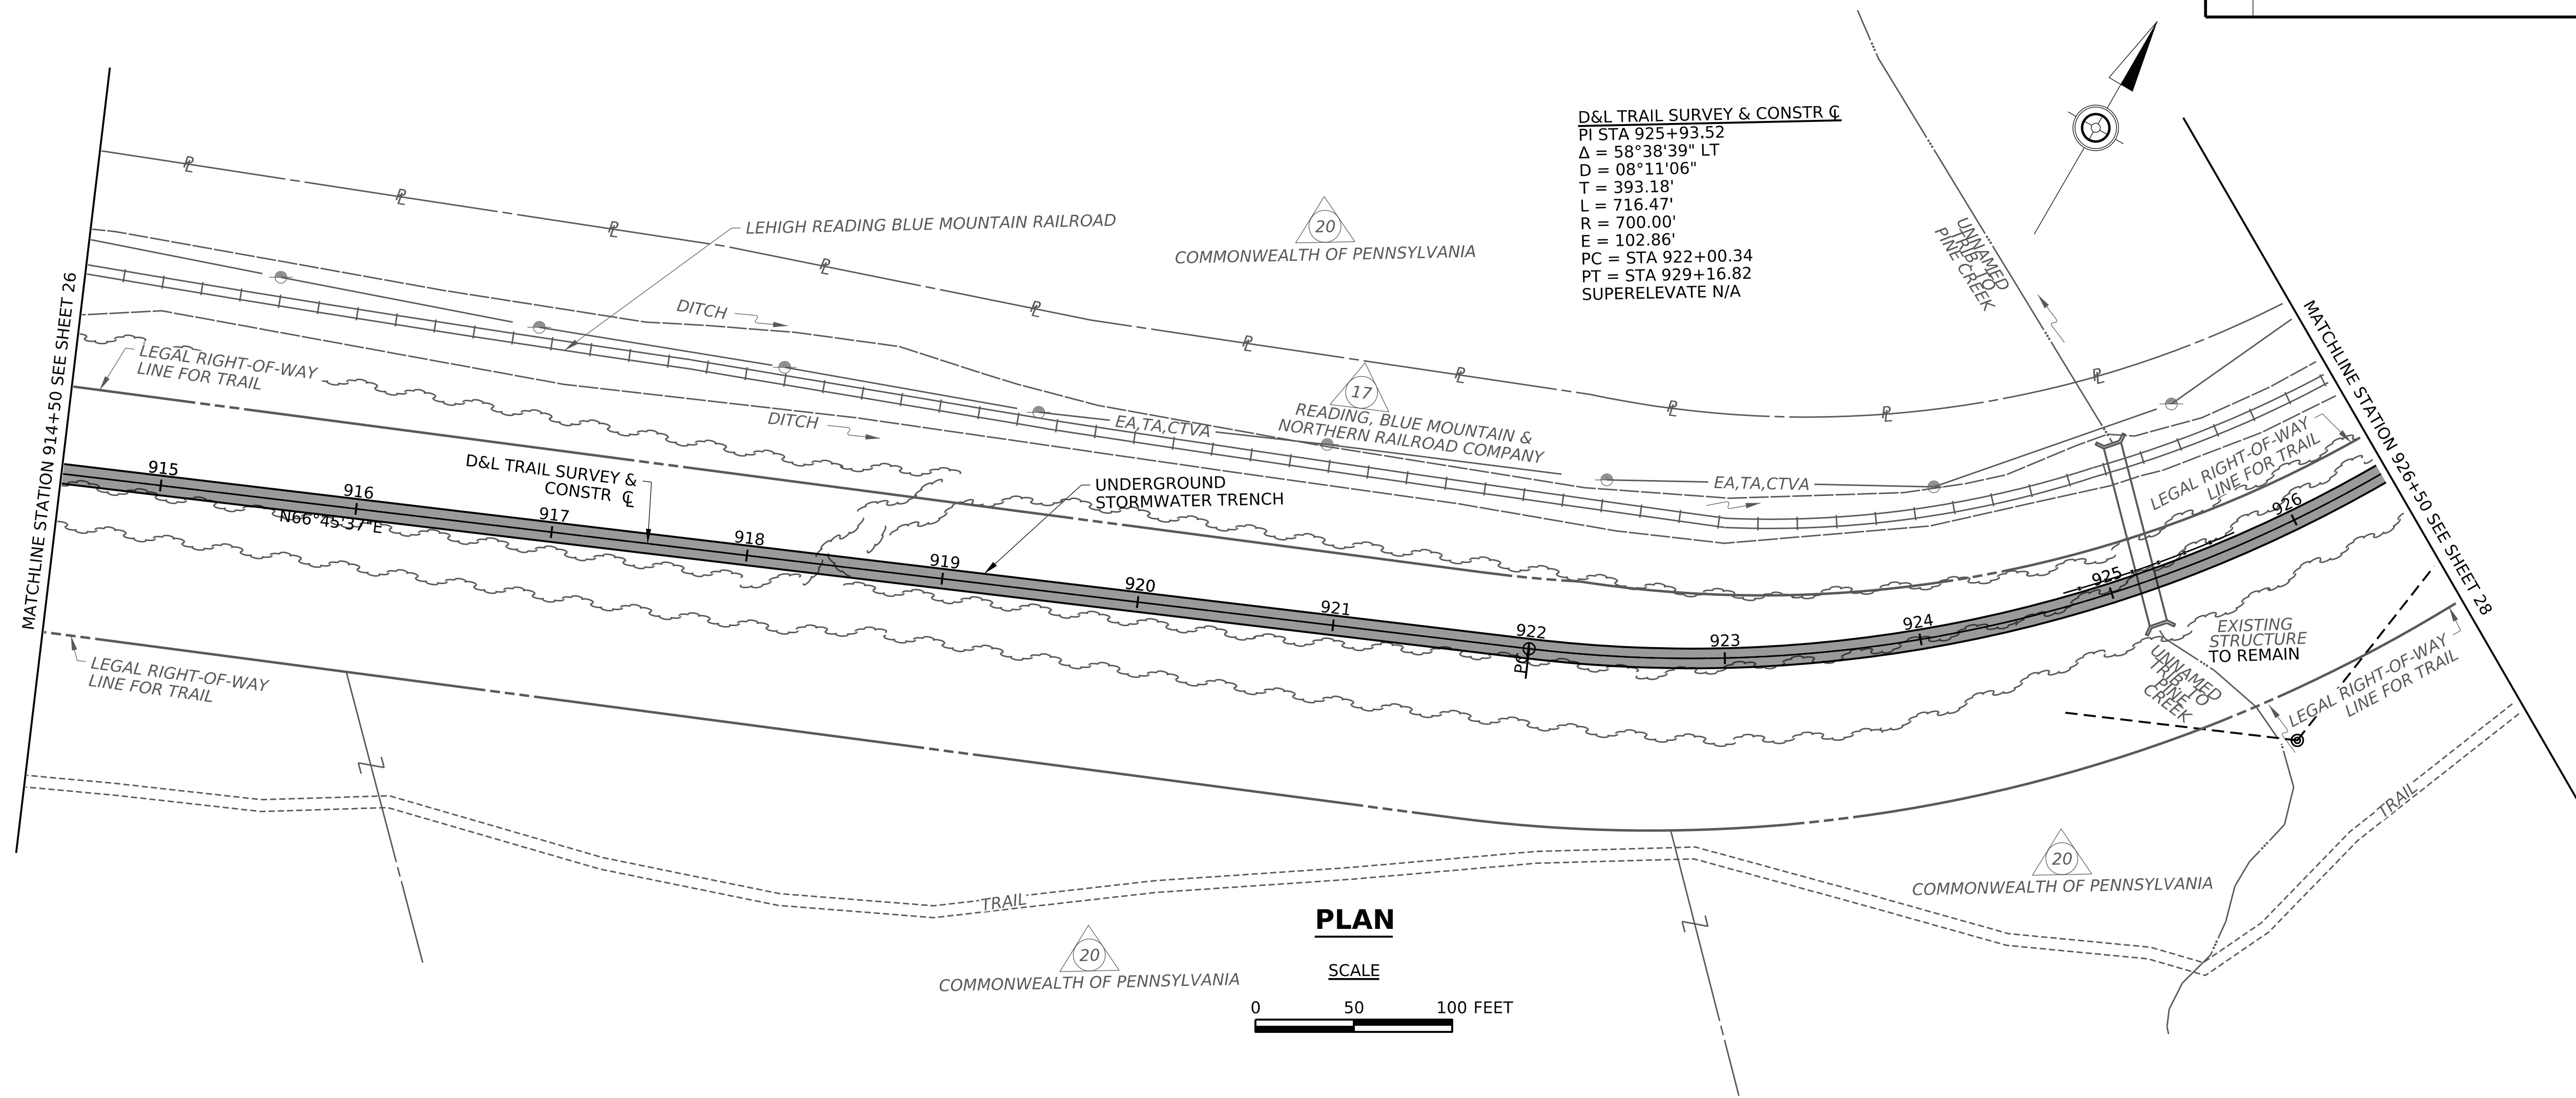 D&L TRAIL SURVEY & CONSTR ℄
PI STA 925+93.52
Δ = 58°38'39" LT
D = 08°11'06"
T = 393.18'
L = 716.47'
R = 700.00'
E = 102.86'
PC = STA 922+00.34
PT = STA 929+16.82
SUPERELEVATE N/A
LEHIGH READING BLUE MOUNTAIN RAILROAD
20
COMMONWEALTH OF PENNSYLVANIA
UNNAMED
TRIB. TO
PINE CREEK
MATCHLINE STATION 914+50 SEE SHEET 26
MATCHLINE STATION 926+50 SEE SHEET 28
DITCH
LEGAL RIGHT-OF-WAY
LINE FOR TRAIL
DITCH
EA,TA,CTVA
17
READING, BLUE MOUNTAIN &
NORTHERN RAILROAD COMPANY
EA,TA,CTVA
LEGAL RIGHT-OF-WAY
LINE FOR TRAIL
D&L TRAIL SURVEY &
CONSTR ℄
UNDERGROUND
STORMWATER TRENCH
915
916
917
918
919
920
921
922
923
924
925
926
N66°45'37"E
PC
EXISTING
STRUCTURE
TO REMAIN
UNNAMED
TRIB. TO
PINE
CREEK
LEGAL RIGHT-OF-WAY
LINE FOR TRAIL
LEGAL RIGHT-OF-WAY
LINE FOR TRAIL
TRAIL
TRAIL
20
COMMONWEALTH OF PENNSYLVANIA
20
COMMONWEALTH OF PENNSYLVANIA
PLAN
SCALE
0 50 100 FEET